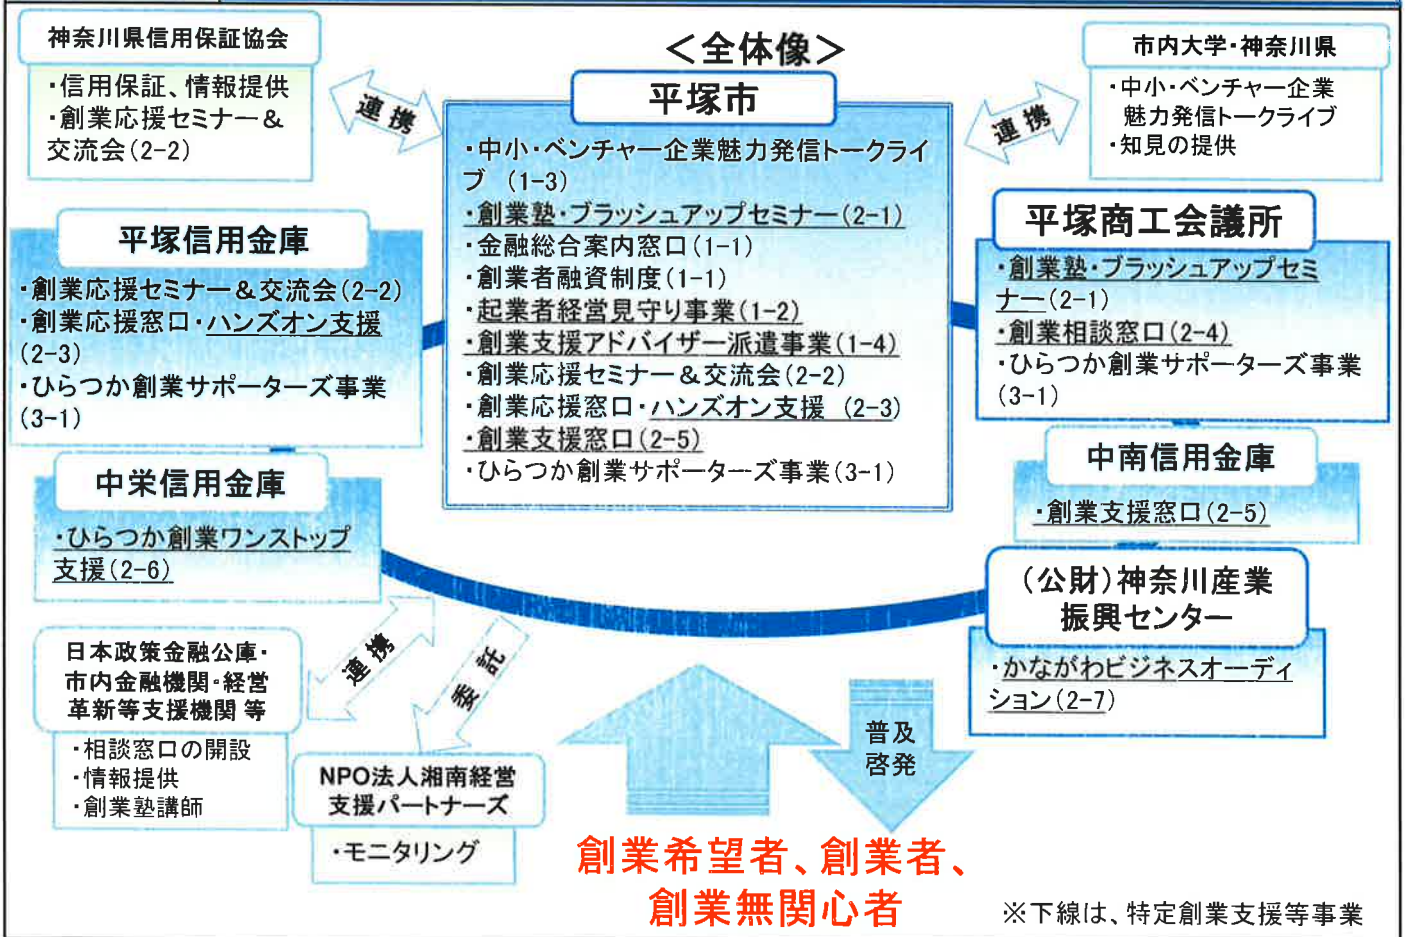 <全体像>
神奈川県信用保証協会
・信用保証、情報提供
・創業応援セミナー&
交流会(2-2)
連携
平塚市
・中小・ベンチャー企業魅力発信トークライ
ブ (1-3)
・創業塾・ブラッシュアップセミナー(2-1)
・金融総合案内窓口(1-1)
・創業者融資制度(1-1)
・起業者経営見守り事業(1-2)
・創業支援アドバイザー派遣事業(1-4)
・創業応援セミナー&交流会(2-2)
・創業応援窓口・ハンズオン支援 (2-3)
・創業支援窓口(2-5)
・ひらつか創業サポーターズ事業(3-1)
連携
市内大学・神奈川県
・中小・ベンチャー企業
魅力発信トークライブ
・知見の提供
平塚信用金庫
・創業応援セミナー&交流会(2-2)
・創業応援窓口・ハンズオン支援
(2-3)
・ひらつか創業サポーターズ事業
(3-1)
平塚商工会議所
・創業塾・ブラッシュアップセミ
ナー(2-1)
・創業相談窓口(2-4)
・ひらつか創業サポーターズ事業
(3-1)
中栄信用金庫
・ひらつか創業ワンストップ
支援(2-6)
中南信用金庫
・創業支援窓口(2-5)
(公財)神奈川産業
振興センター
・かながわビジネスオーディ
ション(2-7)
連携
委託
日本政策金融公庫・
市内金融機関・経営
革新等支援機関 等
・相談窓口の開設
・情報提供
・創業塾講師
NPO法人湘南経営
支援パートナーズ
・モニタリング
普及
啓発
創業希望者、創業者、
創業無関心者
※下線は、特定創業支援等事業